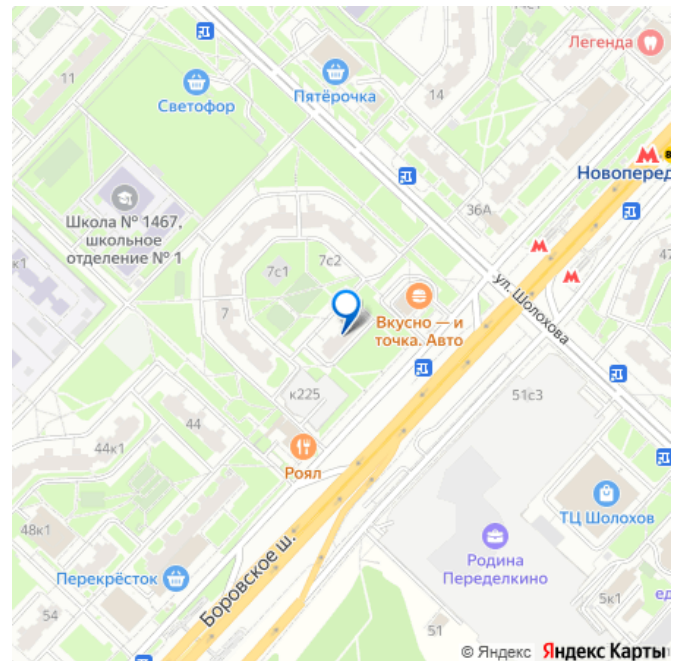 Легенда
11
Светофор
Пятёрочка
14
Новоперед
Школа № 1467,
школьное
отделение № 1
36А
47
к1
7с1
7с2
ул. Шолохова
7
Вкусно — и
точка. Авто
к225
51с3
44
44к1
Роял
ТЦ Шолохов
48к1
Родина
Переделкино
Перекрёсток
Боровское ш.
5к1
ед
54
51
© Яндекс Яндекс Карты